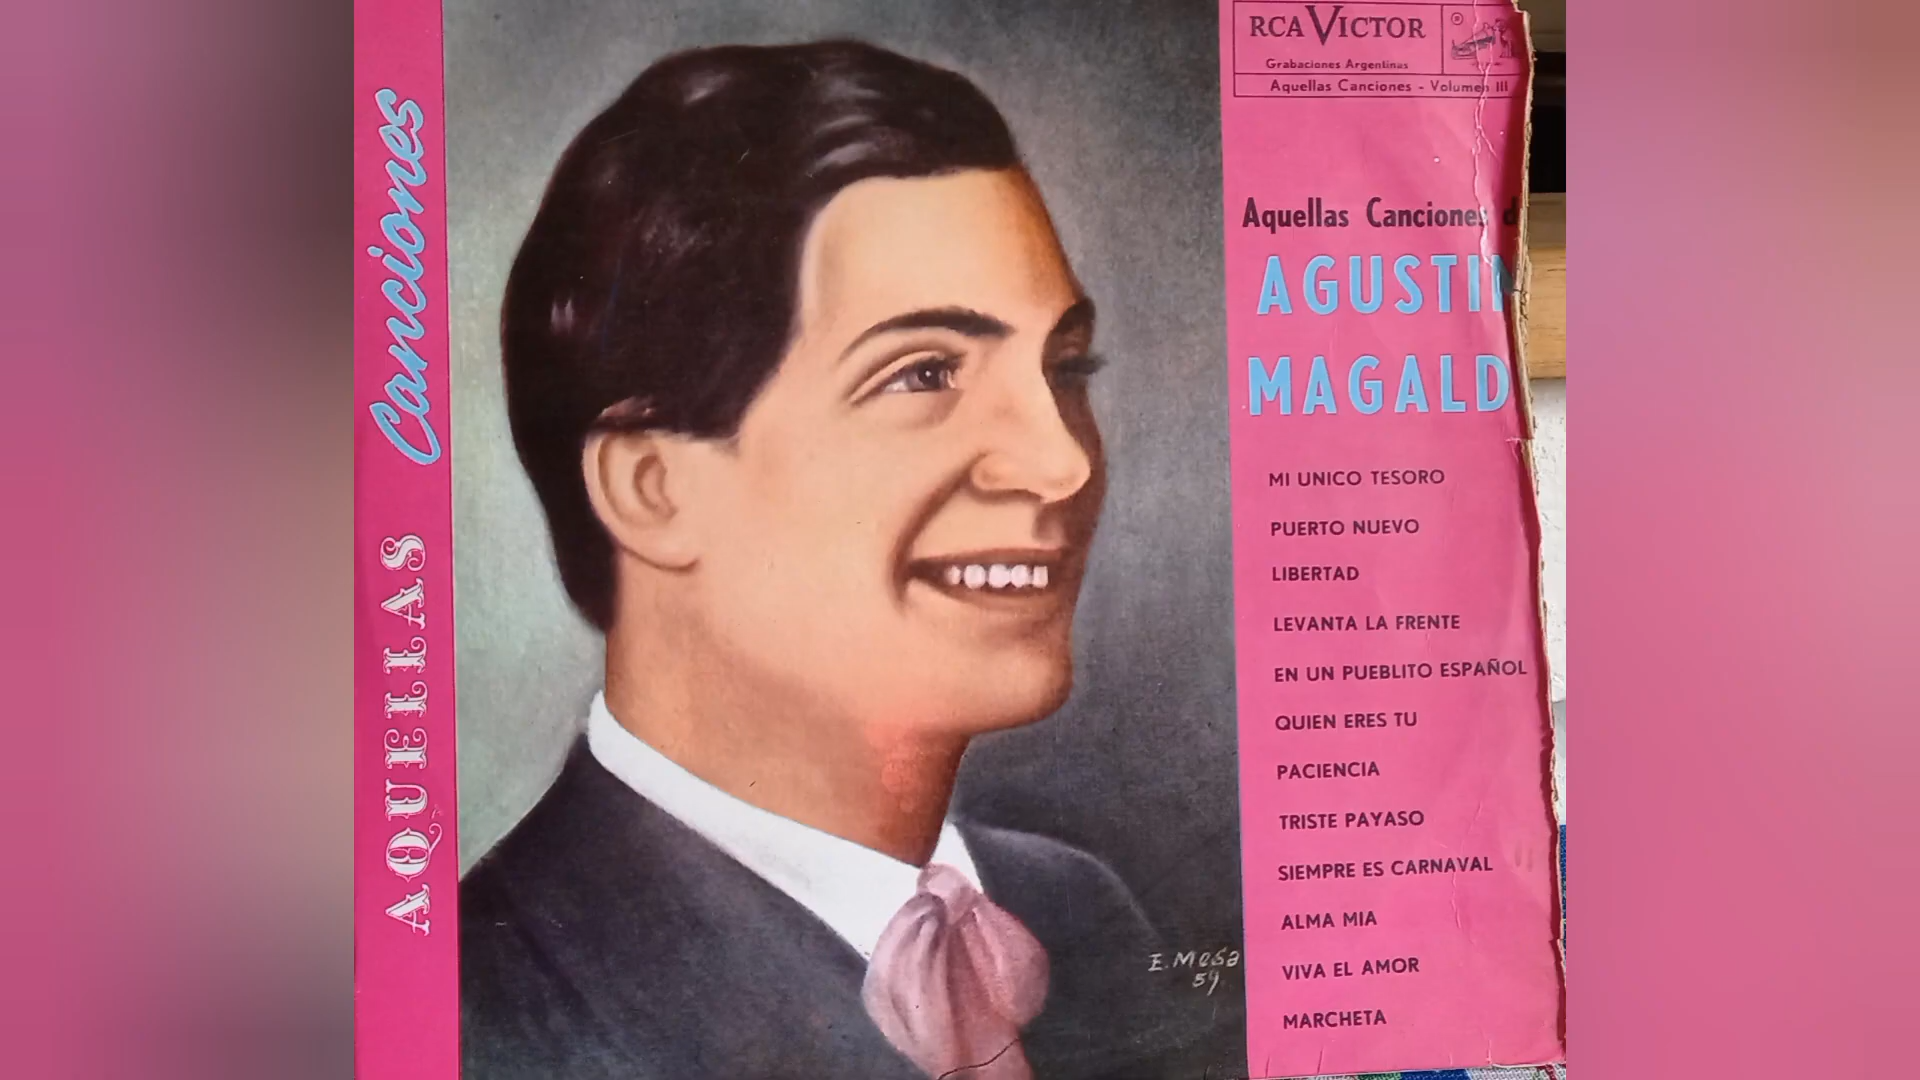 AQUELLAS Canciones
RCA VICTOR
Grabaciones Argentinas
Aquellas Canciones - Volumen III
Aquellas Canciones d
AGUSTIN
MAGALD
MI UNICO TESORO
PUERTO NUEVO
LIBERTAD
LEVANTA LA FRENTE
EN UN PUEBLITO ESPAÑOL
QUIEN ERES TU
PACIENCIA
TRISTE PAYASO
SIEMPRE ES CARNAVAL
ALMA MIA
VIVA EL AMOR
MARCHETA
E. Mesa
59